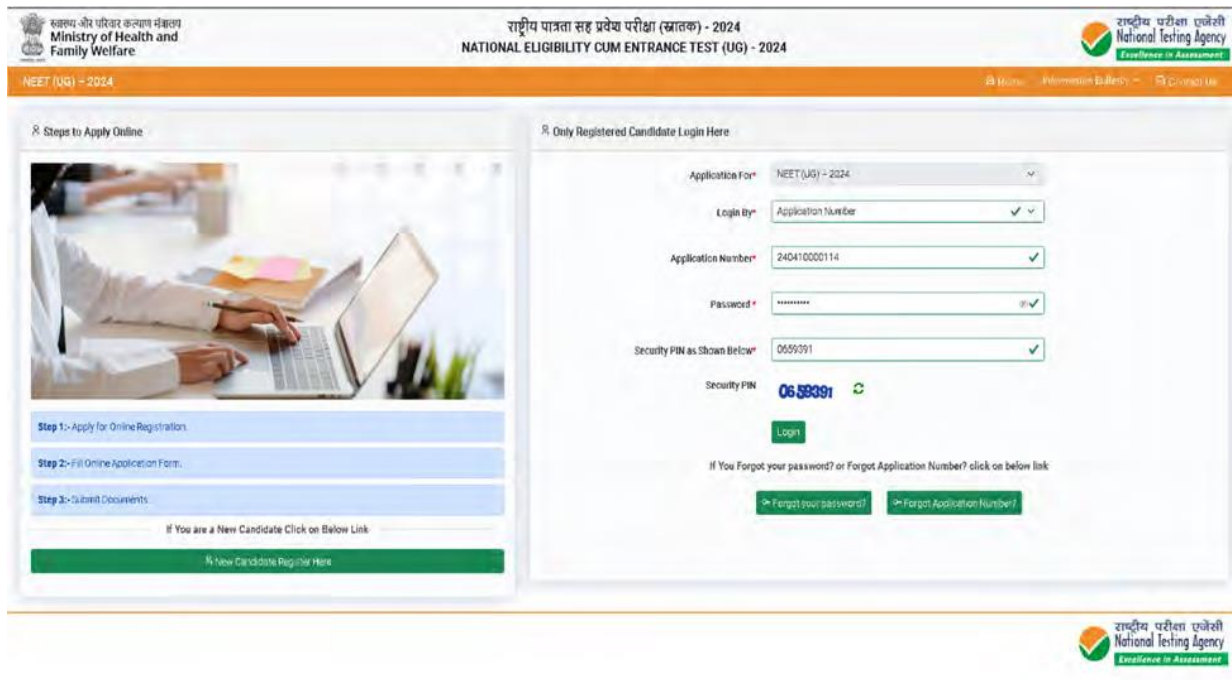 स्वास्थ्य और परिवार कल्याण मंत्रालय
Ministry of Health and
Family Welfare
राष्ट्रीय पात्रता सह प्रवेश परीक्षा (स्नातक) - 2024
NATIONAL ELIGIBILITY CUM ENTRANCE TEST (UG) - 2024
राष्ट्रीय परीक्षा एजेंसी
National Testing Agency
Excellence in Assessment
NEET (UG) – 2024
Home Information Bulletin Contact Us
Steps to Apply Online
Only Registered Candidate Login Here
Application For* NEET (UG) – 2024
Login By* Application Number
Application Number* 240410000114
Password * ••••••••••
Security PIN as Shown Below* 0659391
Security PIN 0659391
Login
If You Forgot your password? or Forgot Application Number? click on below link
Forgot your password? Forgot Application Number?
Step 1:- Apply for Online Registration.
Step 2:- Fill Online Application Form.
Step 3:- Submit Documents
If You are a New Candidate Click on Below Link
New Candidate Register Here
राष्ट्रीय परीक्षा एजेंसी
National Testing Agency
Excellence in Assessment